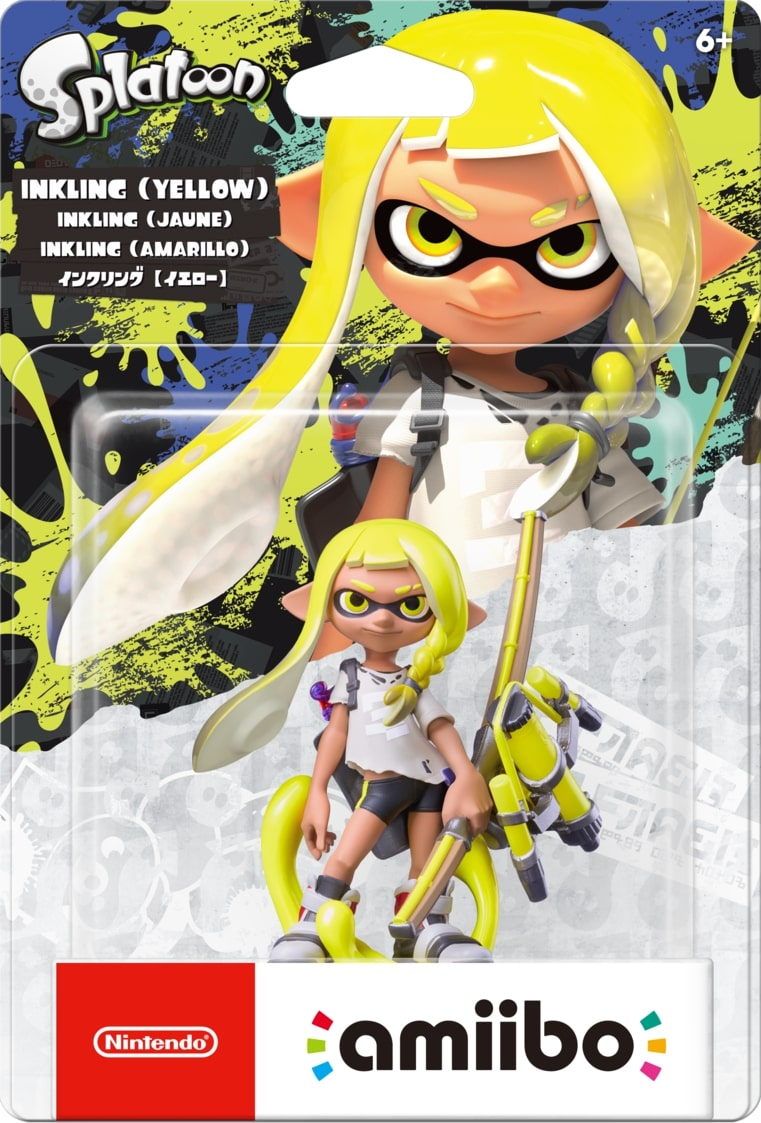 Splatoon
6+
INKLING (YELLOW)
INKLING (JAUNE)
INKLING (AMARILLO)
インクリング【イエロー】
Nintendo
amiibo